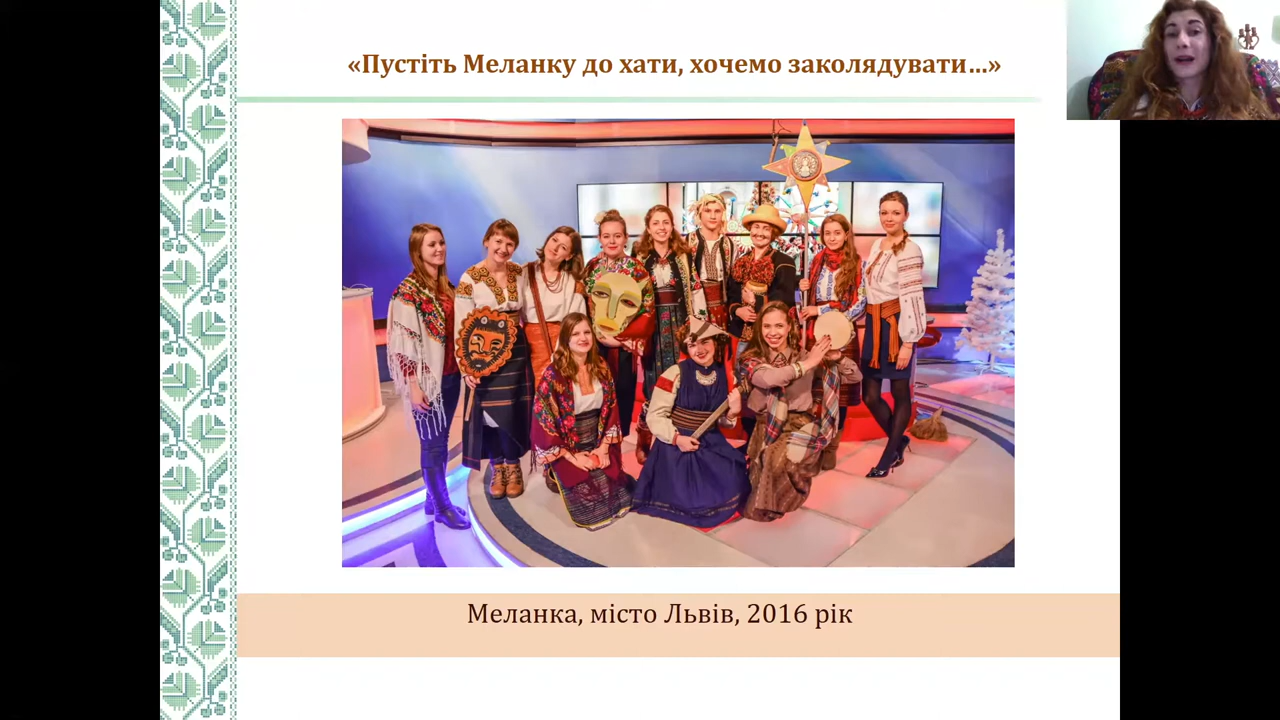 «Пустіть Меланку до хати, хочемо заколядувати...»
Меланка, місто Львів, 2016 рік